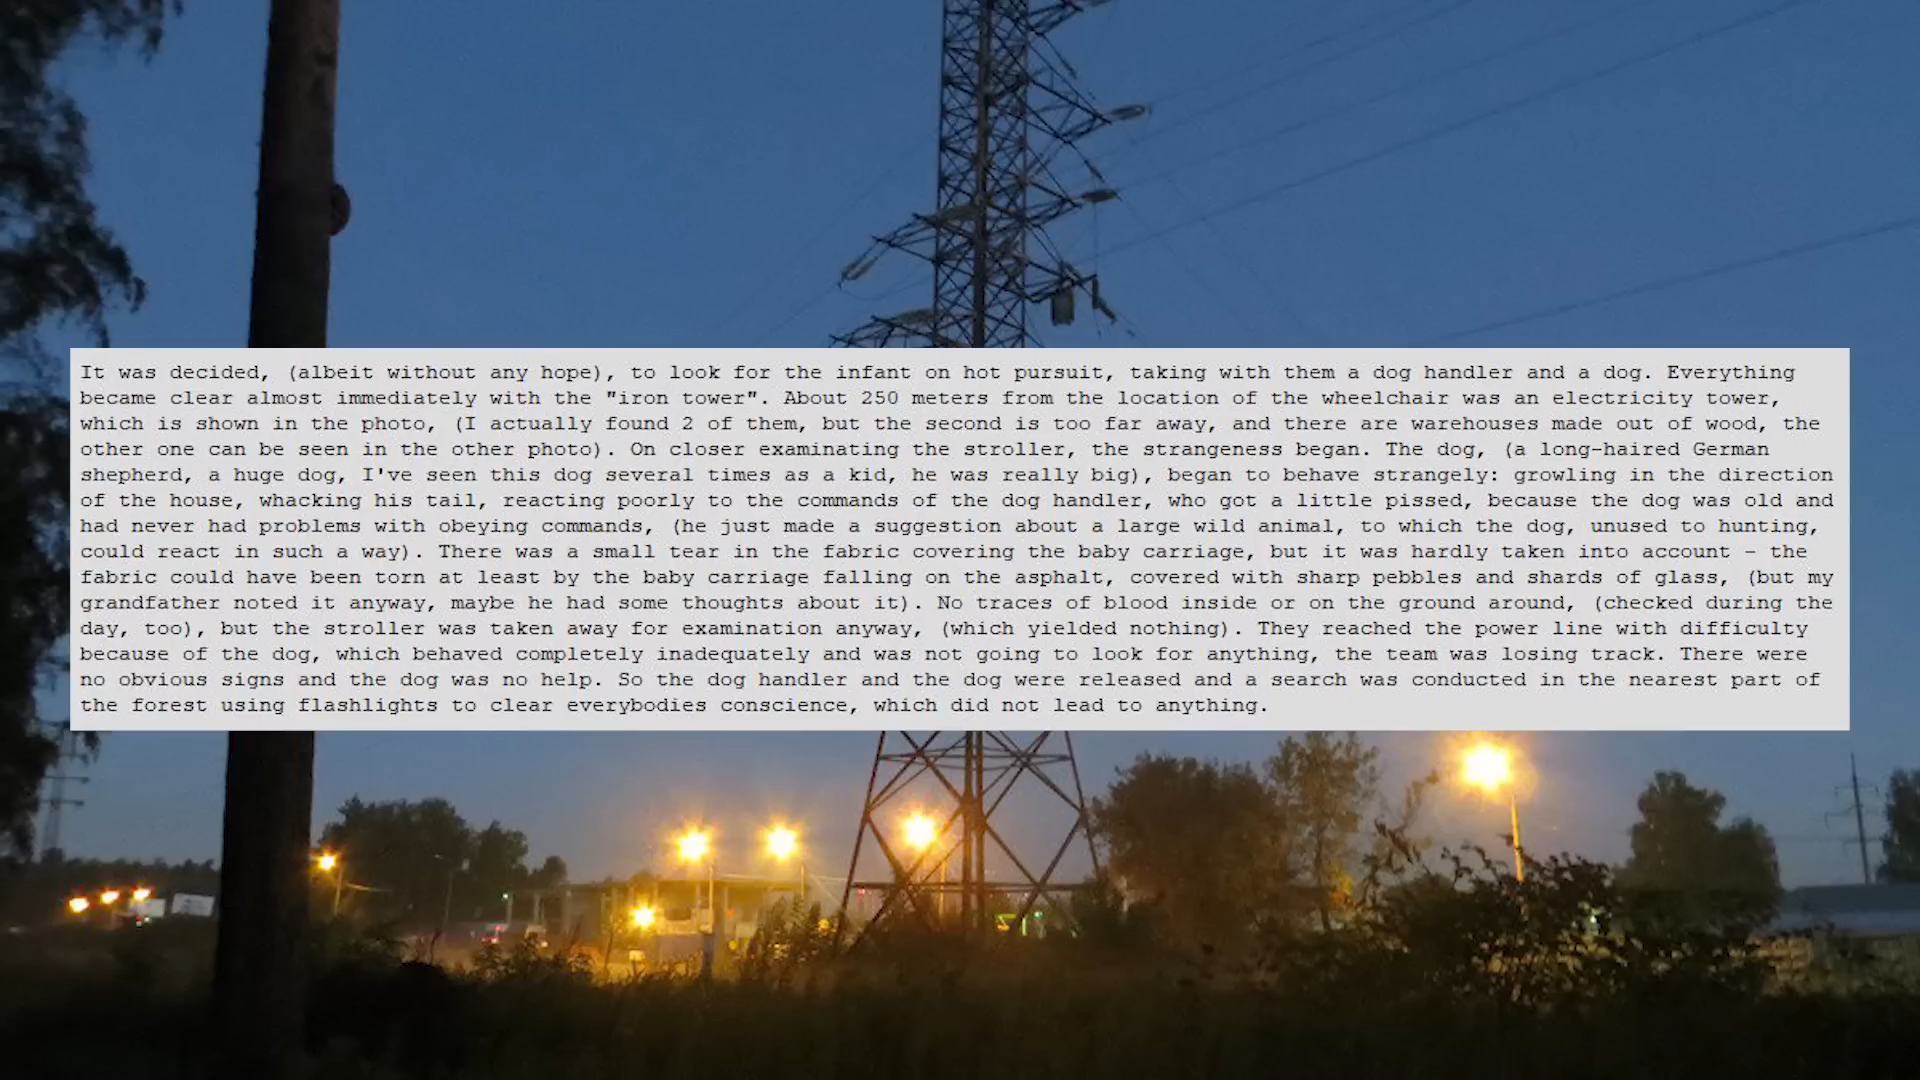 It was decided, (albeit without any hope), to look for the infant on hot pursuit, taking with them a dog handler and a dog. Everything
became clear almost immediately with the "iron tower". About 250 meters from the location of the wheelchair was an electricity tower,
which is shown in the photo, (I actually found 2 of them, but the second is too far away, and there are warehouses made out of wood, the
other one can be seen in the other photo). On closer examining the stroller, the strangeness began. The dog, (a long-haired German
shepherd, a huge dog, I've seen this dog several times as a kid, he was really big), began to behave strangely: growling in the direction
of the house, whacking his tail, reacting poorly to the commands of the dog handler, who got a little pissed, because the dog was old and
had never had problems with obeying commands, (he just made a suggestion about a large wild animal, to which the dog, unused to hunting,
could react in such a way). There was a small tear in the fabric covering the baby carriage, but it was hardly taken into account – the
fabric could have been torn at least by the baby carriage falling on the asphalt, covered with sharp pebbles and shards of glass, (but my
grandfather noted it anyway, maybe he had some thoughts about it). No traces of blood inside or on the ground around, (checked during the
day, too), but the stroller was taken away for examination anyway, (which yielded nothing). They reached the power line with difficulty
because of the dog, which behaved completely inadequately and was not going to look for anything, the team was losing track. There were
no obvious signs and the dog was no help. So the dog handler and the dog were released and a search was conducted in the nearest part of
the forest using flashlights to clear everybodies conscience, which did not lead to anything.